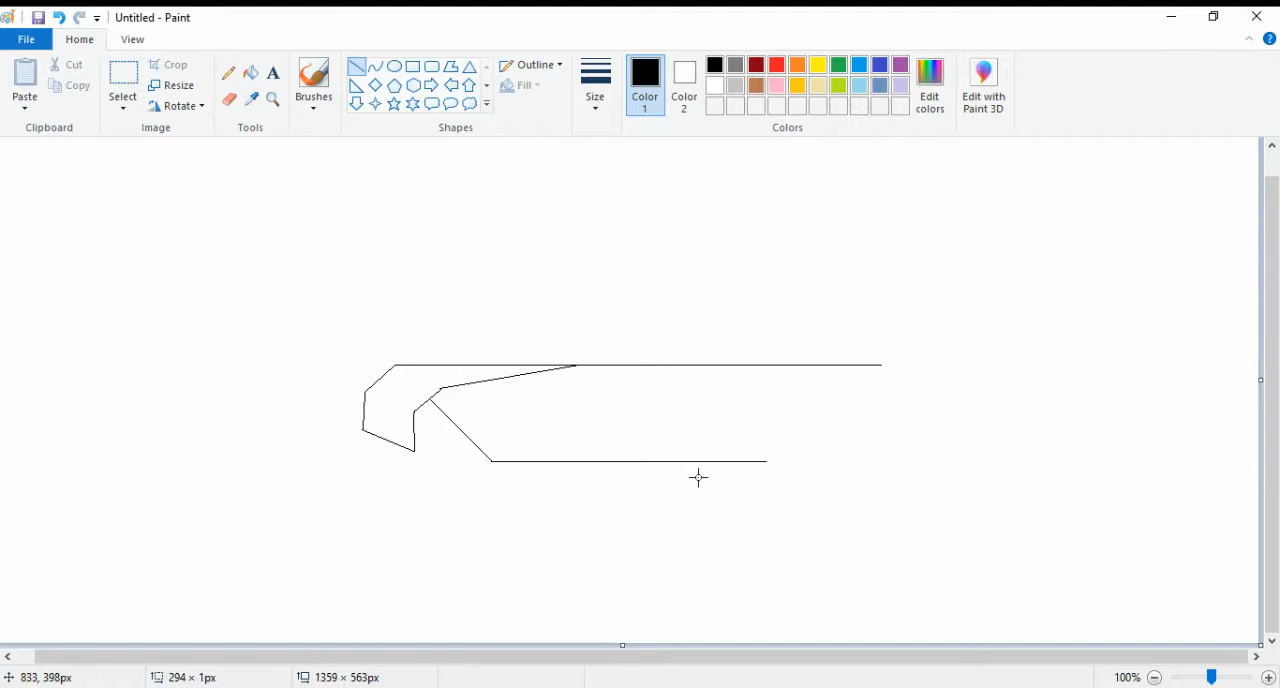 Untitled - Paint
File Home View
Paste Cut Copy
Clipboard
Select Crop Resize Rotate
Image
A
Tools
Brushes
Outline Fill
Shapes
Size
Color 1 Color 2
Edit colors
Colors
Edit with Paint 3D
?
833, 398px 294 × 1px 1359 × 563px 100%